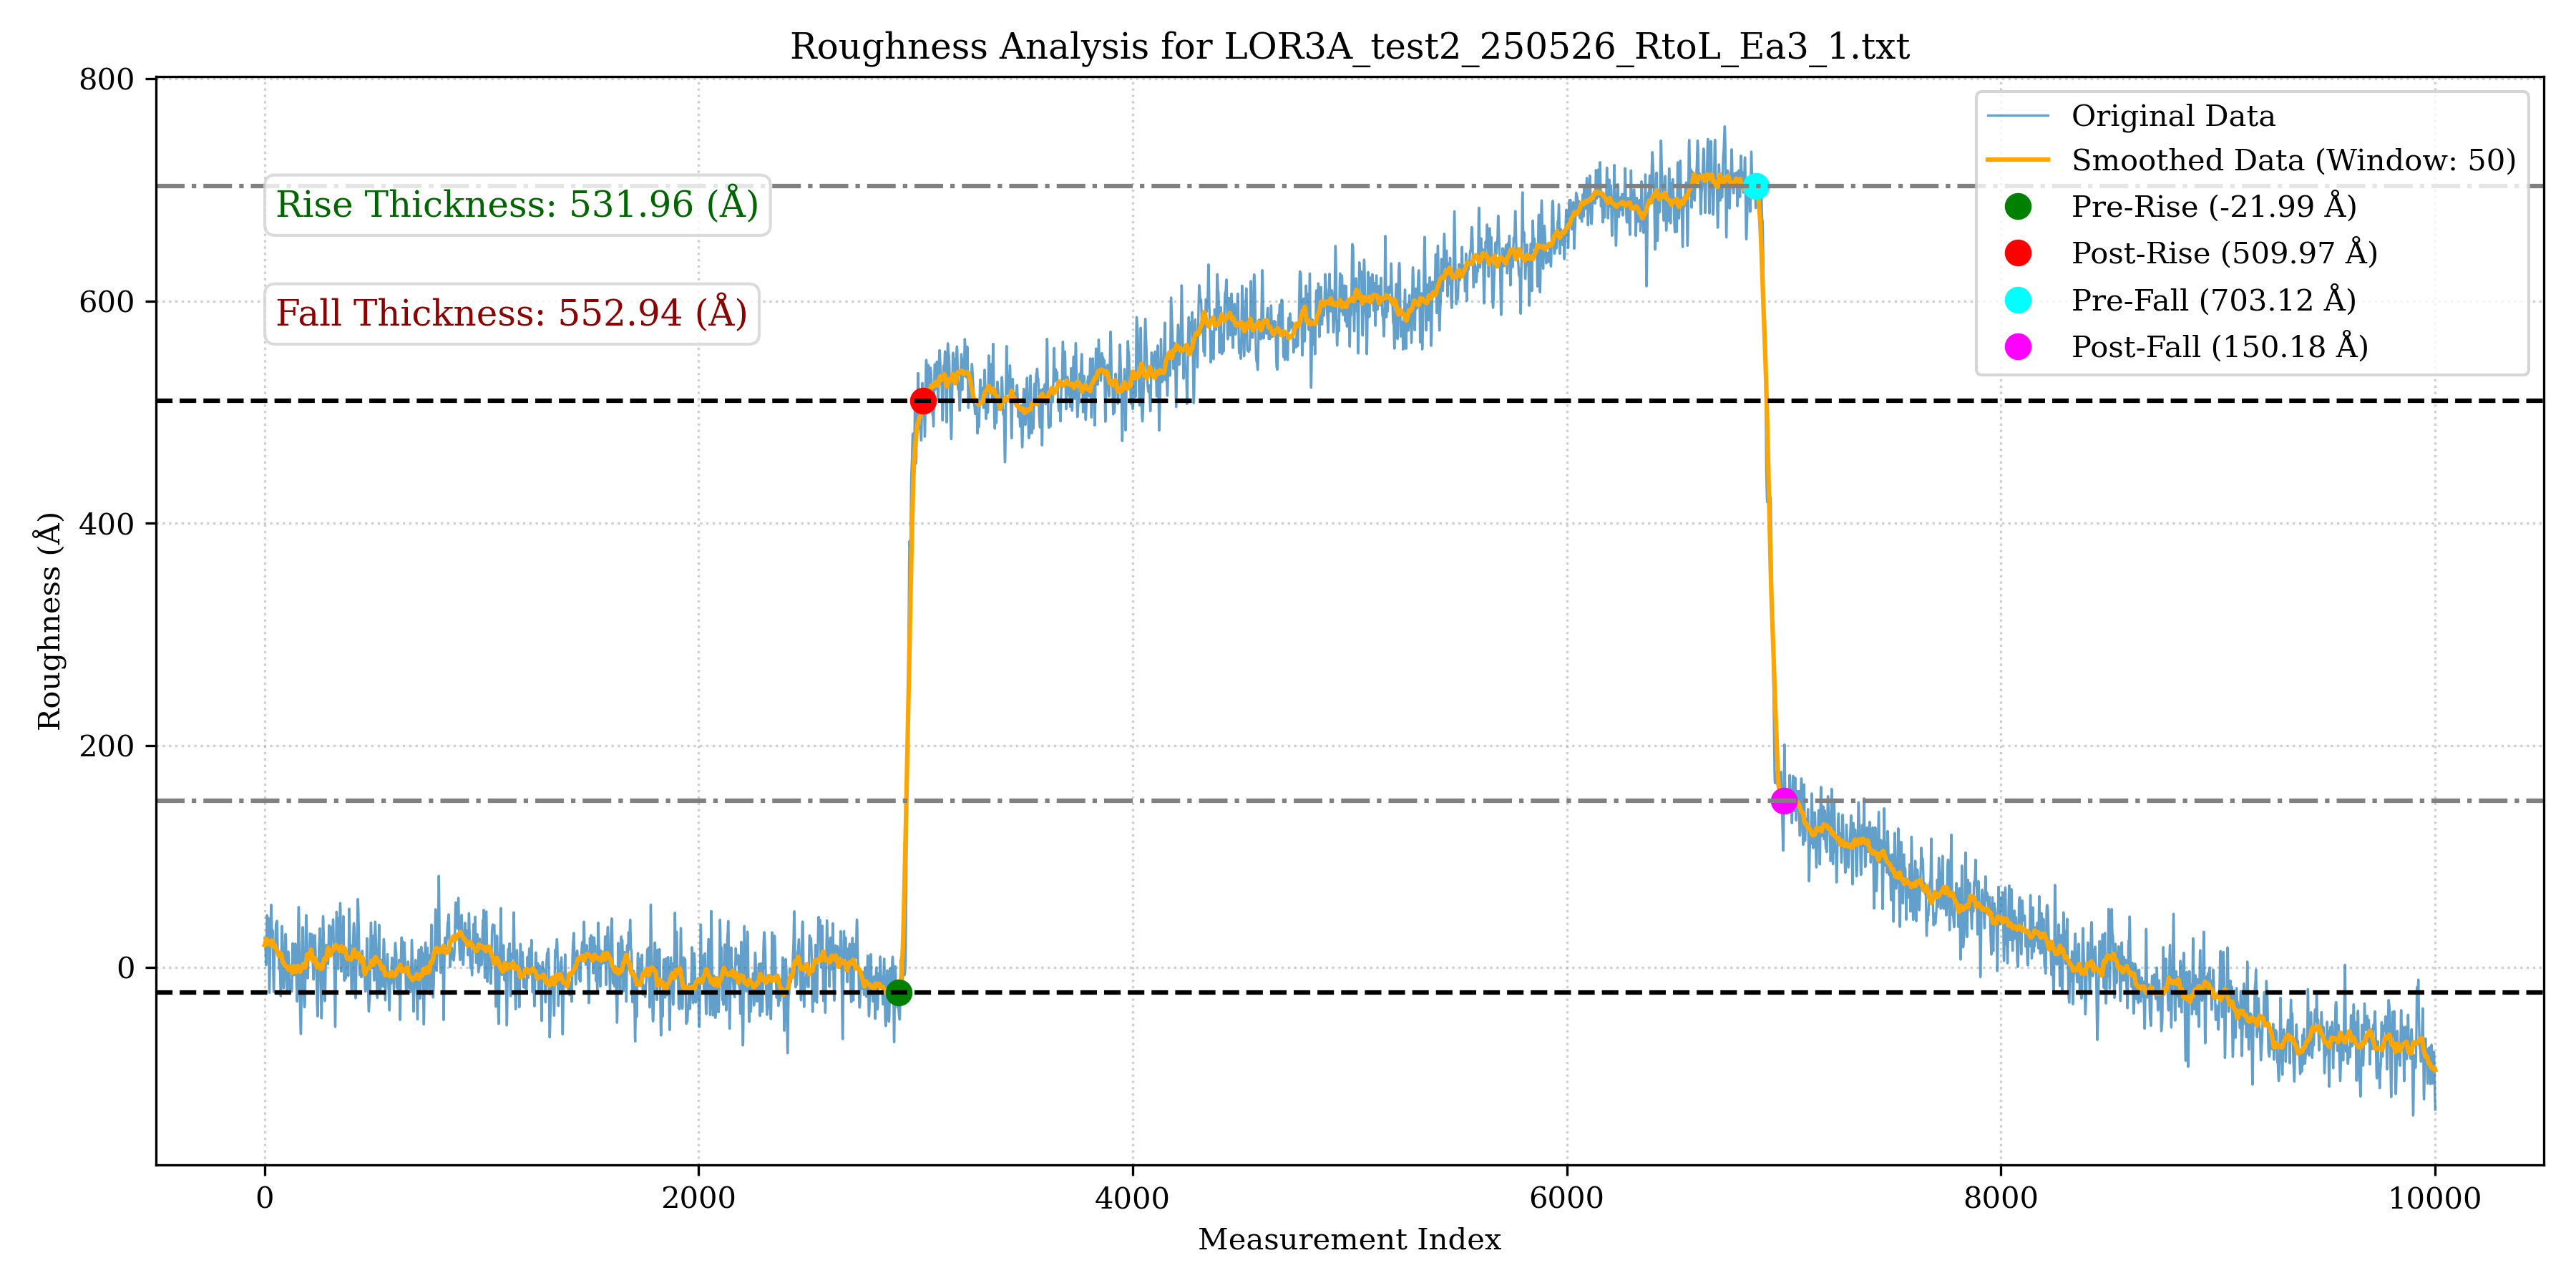 Roughness Analysis for LOR3A_test2_250526_RtoL_Ea3_1.txt
800
600
400
200
0
Roughness (Å)
Rise Thickness: 531.96 (Å)
Fall Thickness: 552.94 (Å)
Original Data
Smoothed Data (Window: 50)
Pre-Rise (-21.99 Å)
Post-Rise (509.97 Å)
Pre-Fall (703.12 Å)
Post-Fall (150.18 Å)
0 2000 4000 6000 8000 10000
Measurement Index